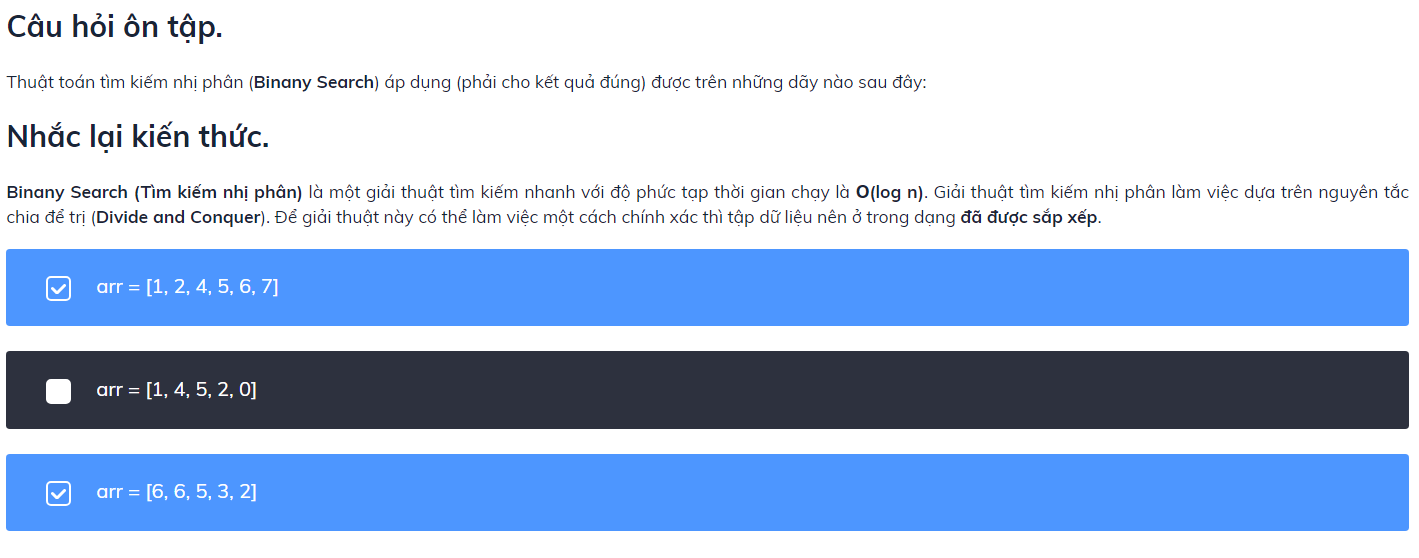 Câu hỏi ôn tập.
Thuật toán tìm kiếm nhị phân (Binany Search) áp dụng (phải cho kết quả đúng) được trên những dãy nào sau đây:
Nhắc lại kiến thức.
Binany Search (Tìm kiếm nhị phân) là một giải thuật tìm kiếm nhanh với độ phức tạp thời gian chạy là O(log n). Giải thuật tìm kiếm nhị phân làm việc dựa trên nguyên tắc
chia để trị (Divide and Conquer). Để giải thuật này có thể làm việc một cách chính xác thì tập dữ liệu nên ở trong dạng đã được sắp xếp.
arr = [1, 2, 4, 5, 6, 7]
arr = [1, 4, 5, 2, 0]
arr = [6, 6, 5, 3, 2]